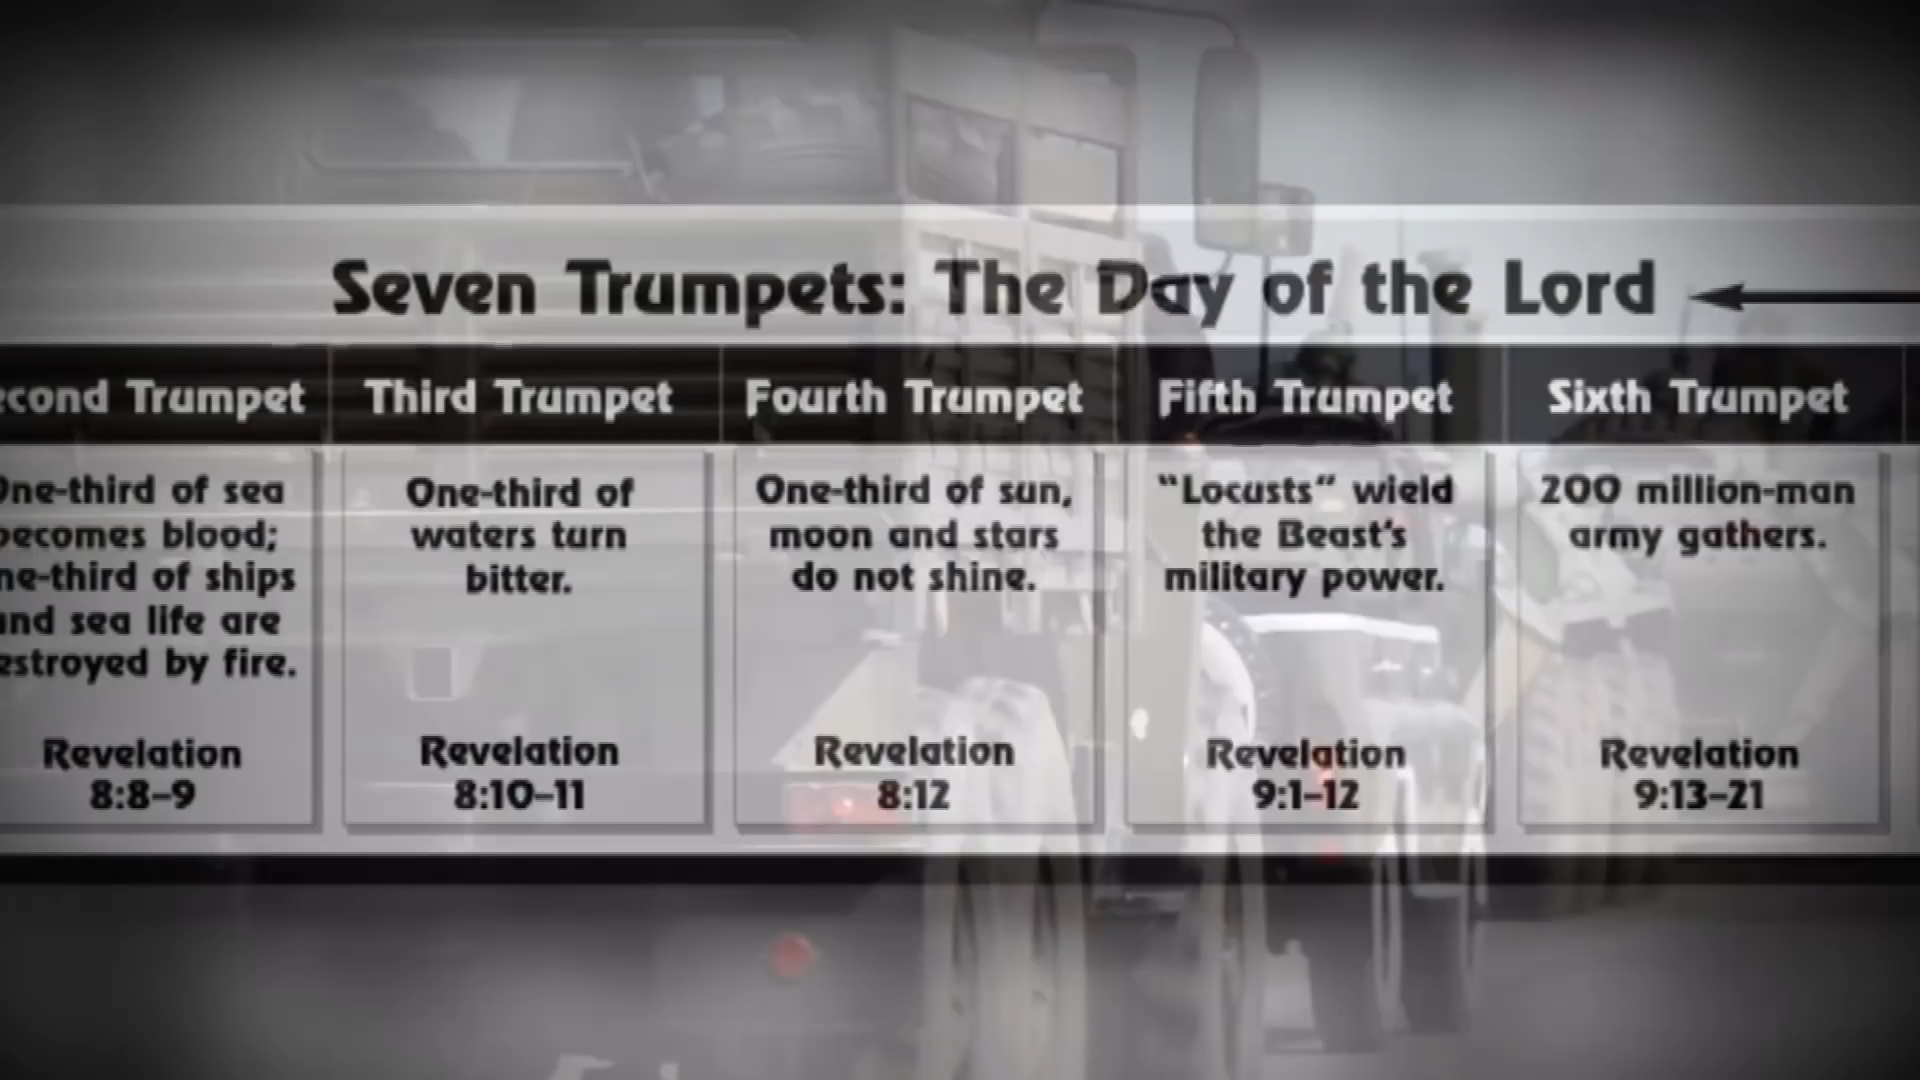 Seven Trumpets: The Day of the Lord
econd Trumpet
Third Trumpet
Fourth Trumpet
Fifth Trumpet
Sixth Trumpet
One-third of sea
becomes blood;
ne-third of ships
and sea life are
estroyed by fire.
Revelation
8:8–9
One-third of
waters turn
bitter.
Revelation
8:10–11
One-third of sun,
moon and stars
do not shine.
Revelation
8:12
“Locusts” wield
the Beast’s
military power.
Revelation
9:1–12
200 million-man
army gathers.
Revelation
9:13–21